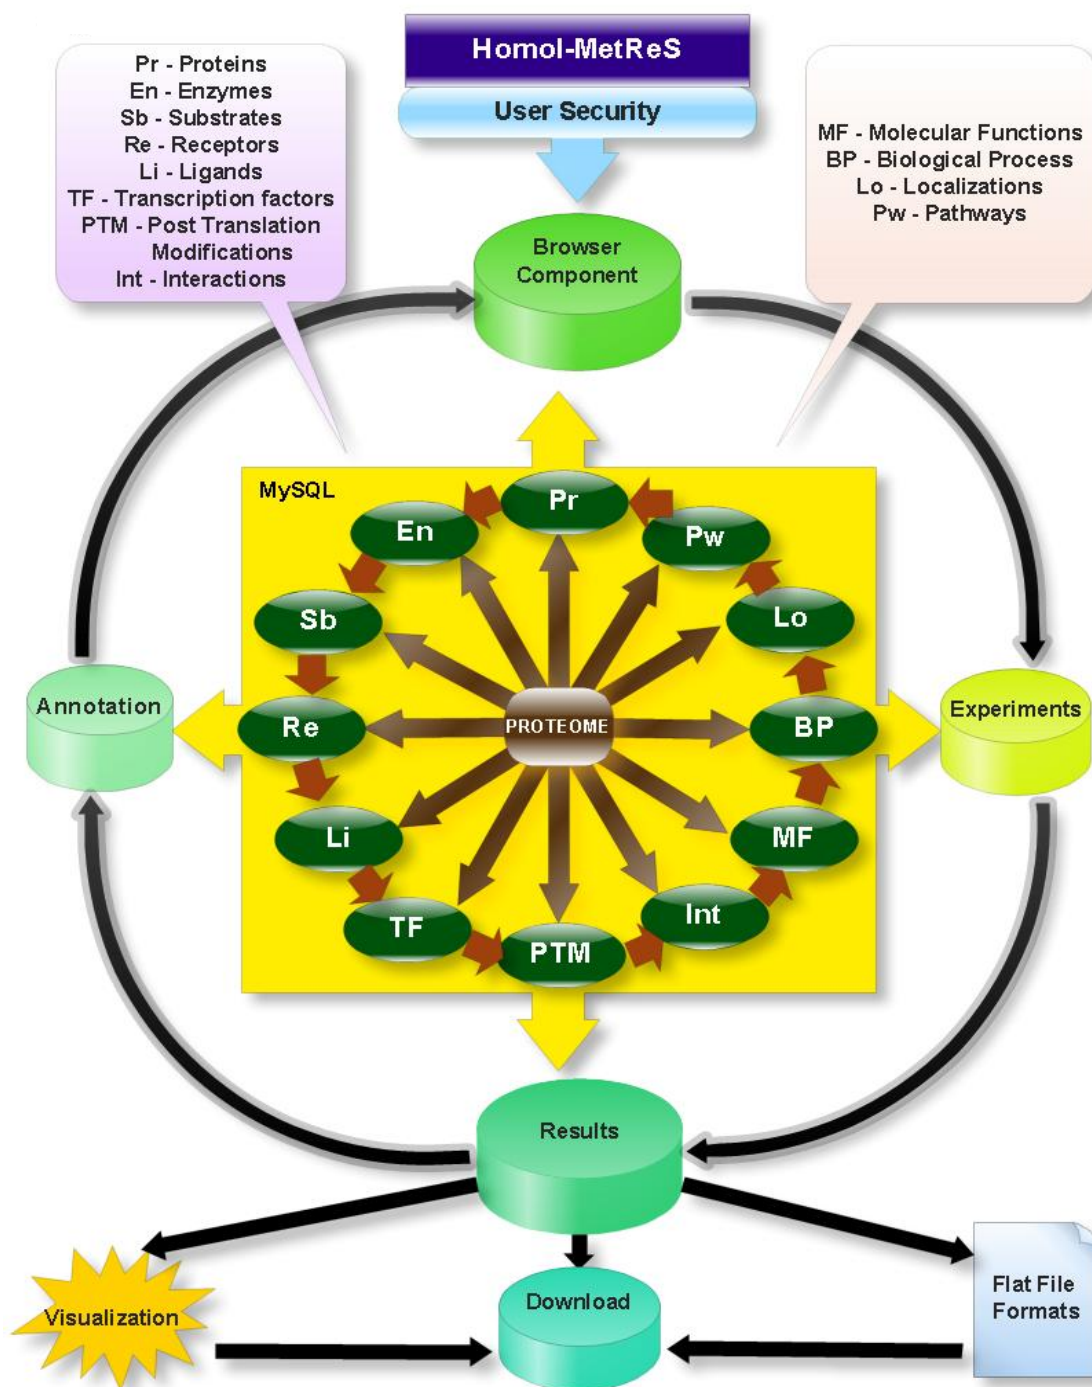 Homol-MetReS
User Security
Pr - Proteins
En - Enzymes
Sb - Substrates
Re - Receptors
Li - Ligands
TF - Transcription factors
PTM - Post Translation
Modifications
Int - Interactions
MF - Molecular Functions
BP - Biological Process
Lo - Localizations
Pw - Pathways
Browser
Component
MySQL
Pr
En
Pw
Sb
Lo
Annotation
Re
PROTEOME
BP
Experiments
Li
MF
TF
Int
PTM
Results
Visualization
Download
Flat File
Formats